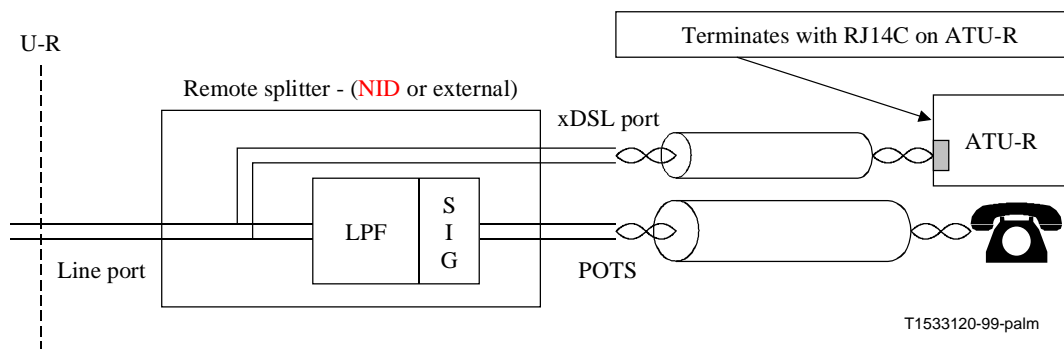 Terminates with RJ14C on ATU-R
U-R
Remote splitter - (NID or external)
xDSL port
ATU-R
LPF
S
I
G
Line port
POTS
T1533120-99-palm